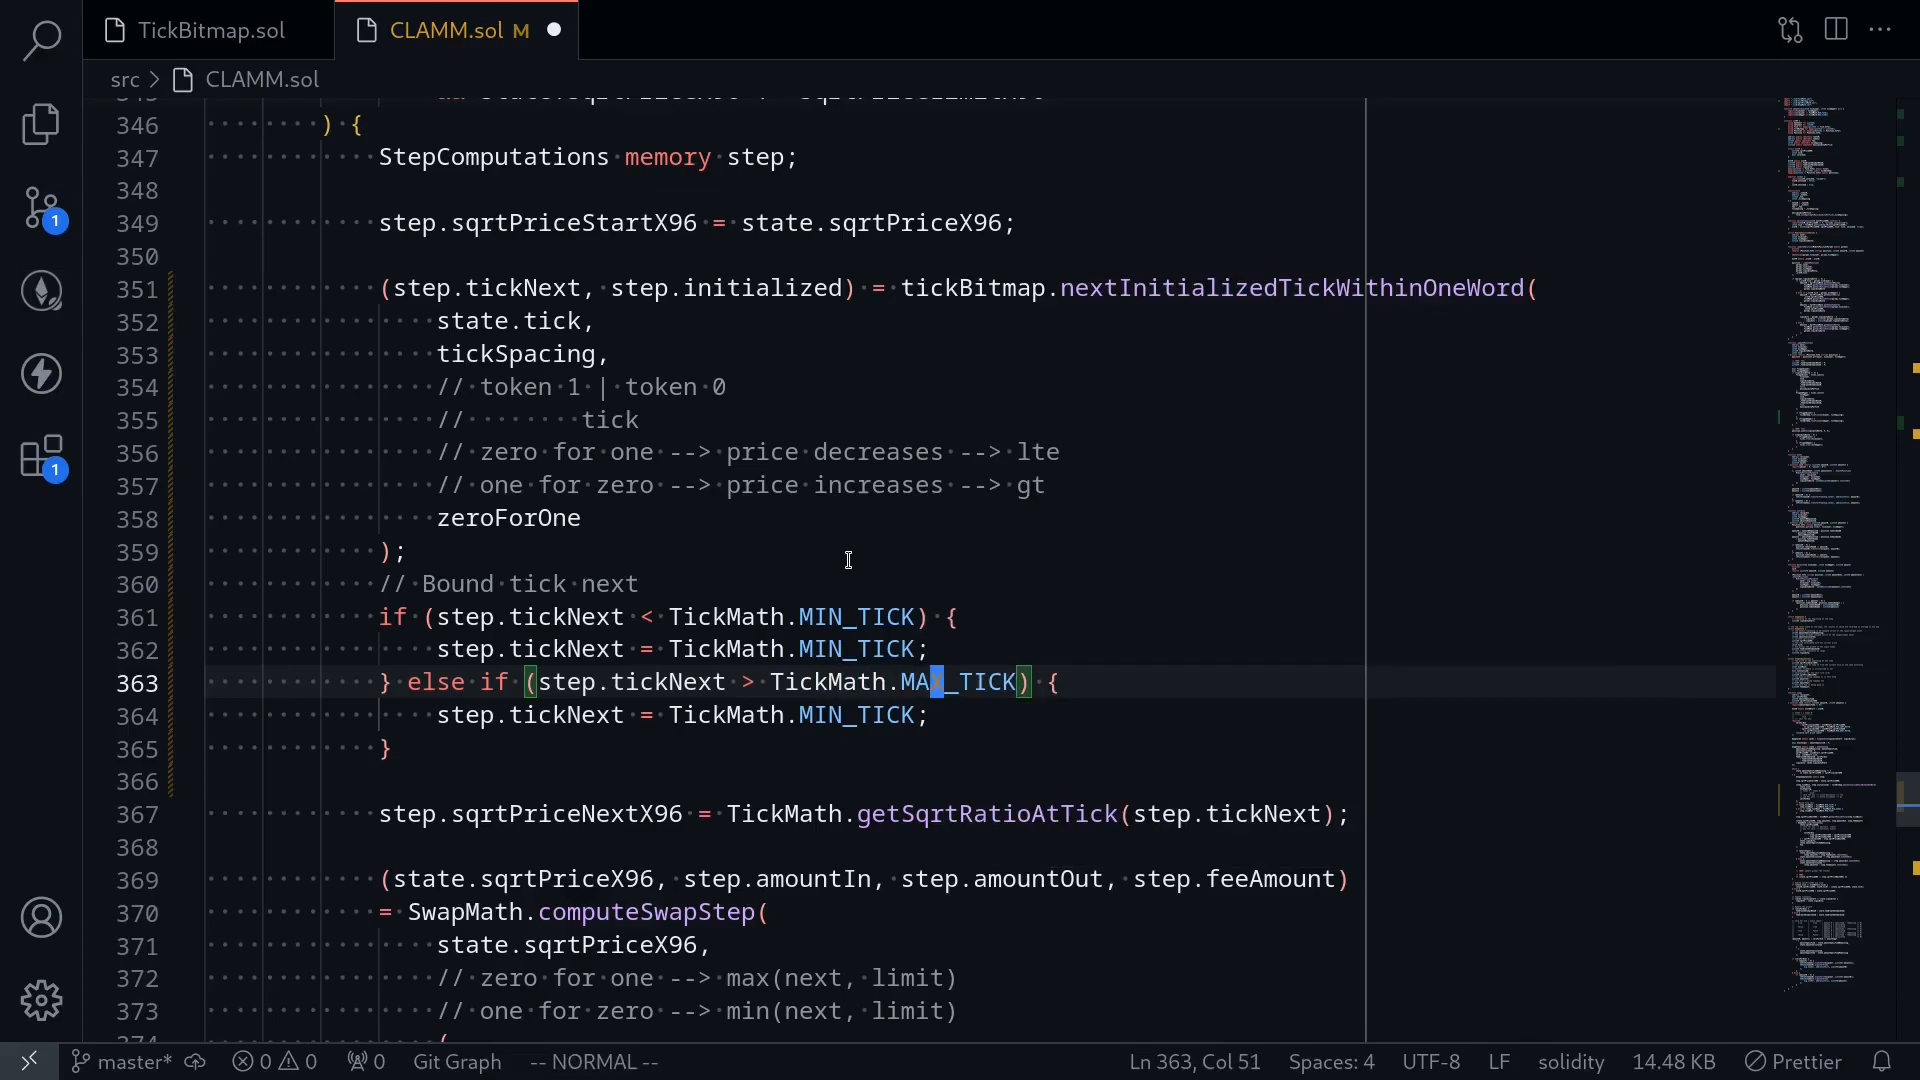 TickBitmap.sol
CLAMM.sol M
src > CLAMM.sol
346 ) {
347 StepComputations memory step;
348
349 step.sqrtPriceStartX96 = state.sqrtPriceX96;
350
351 (step.tickNext, step.initialized) = tickBitmap.nextInitializedTickWithinOneWord(
352 state.tick,
353 tickSpacing,
354 // token 1 | token 0
355 // tick
356 // zero for one --> price decreases --> lte
357 // one for zero --> price increases --> gt
358 zeroForOne
359 );
360 // Bound tick next
361 if (step.tickNext < TickMath.MIN_TICK) {
362 step.tickNext = TickMath.MIN_TICK;
363 } else if (step.tickNext > TickMath.MAX_TICK) {
364 step.tickNext = TickMath.MIN_TICK;
365 }
366
367 step.sqrtPriceNextX96 = TickMath.getSqrtRatioAtTick(step.tickNext);
368
369 (state.sqrtPriceX96, step.amountIn, step.amountOut, step.feeAmount)
370 = SwapMath.computeSwapStep(
371 state.sqrtPriceX96,
372 // zero for one --> max(next, limit)
373 // one for zero --> min(next, limit)
1
1
master* 0 0 0 Git Graph -- NORMAL -- Ln 363, Col 51 Spaces: 4 UTF-8 LF solidity 14.48 KB Prettier